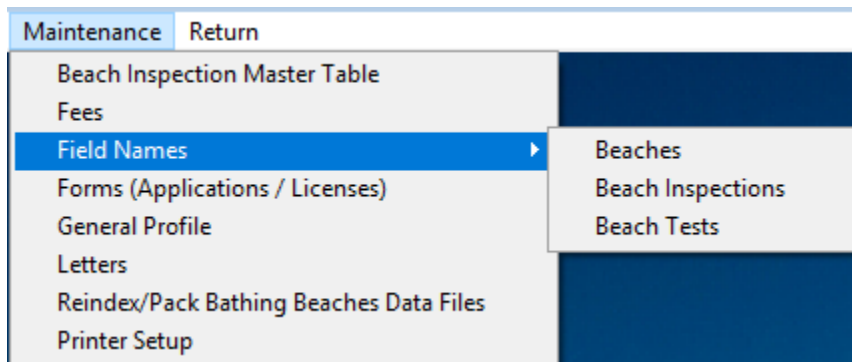 Maintenance Return
Beach Inspection Master Table
Fees
Field Names
Beaches
Beach Inspections
Beach Tests
Forms (Applications / Licenses)
General Profile
Letters
Reindex/Pack Bathing Beaches Data Files
Printer Setup